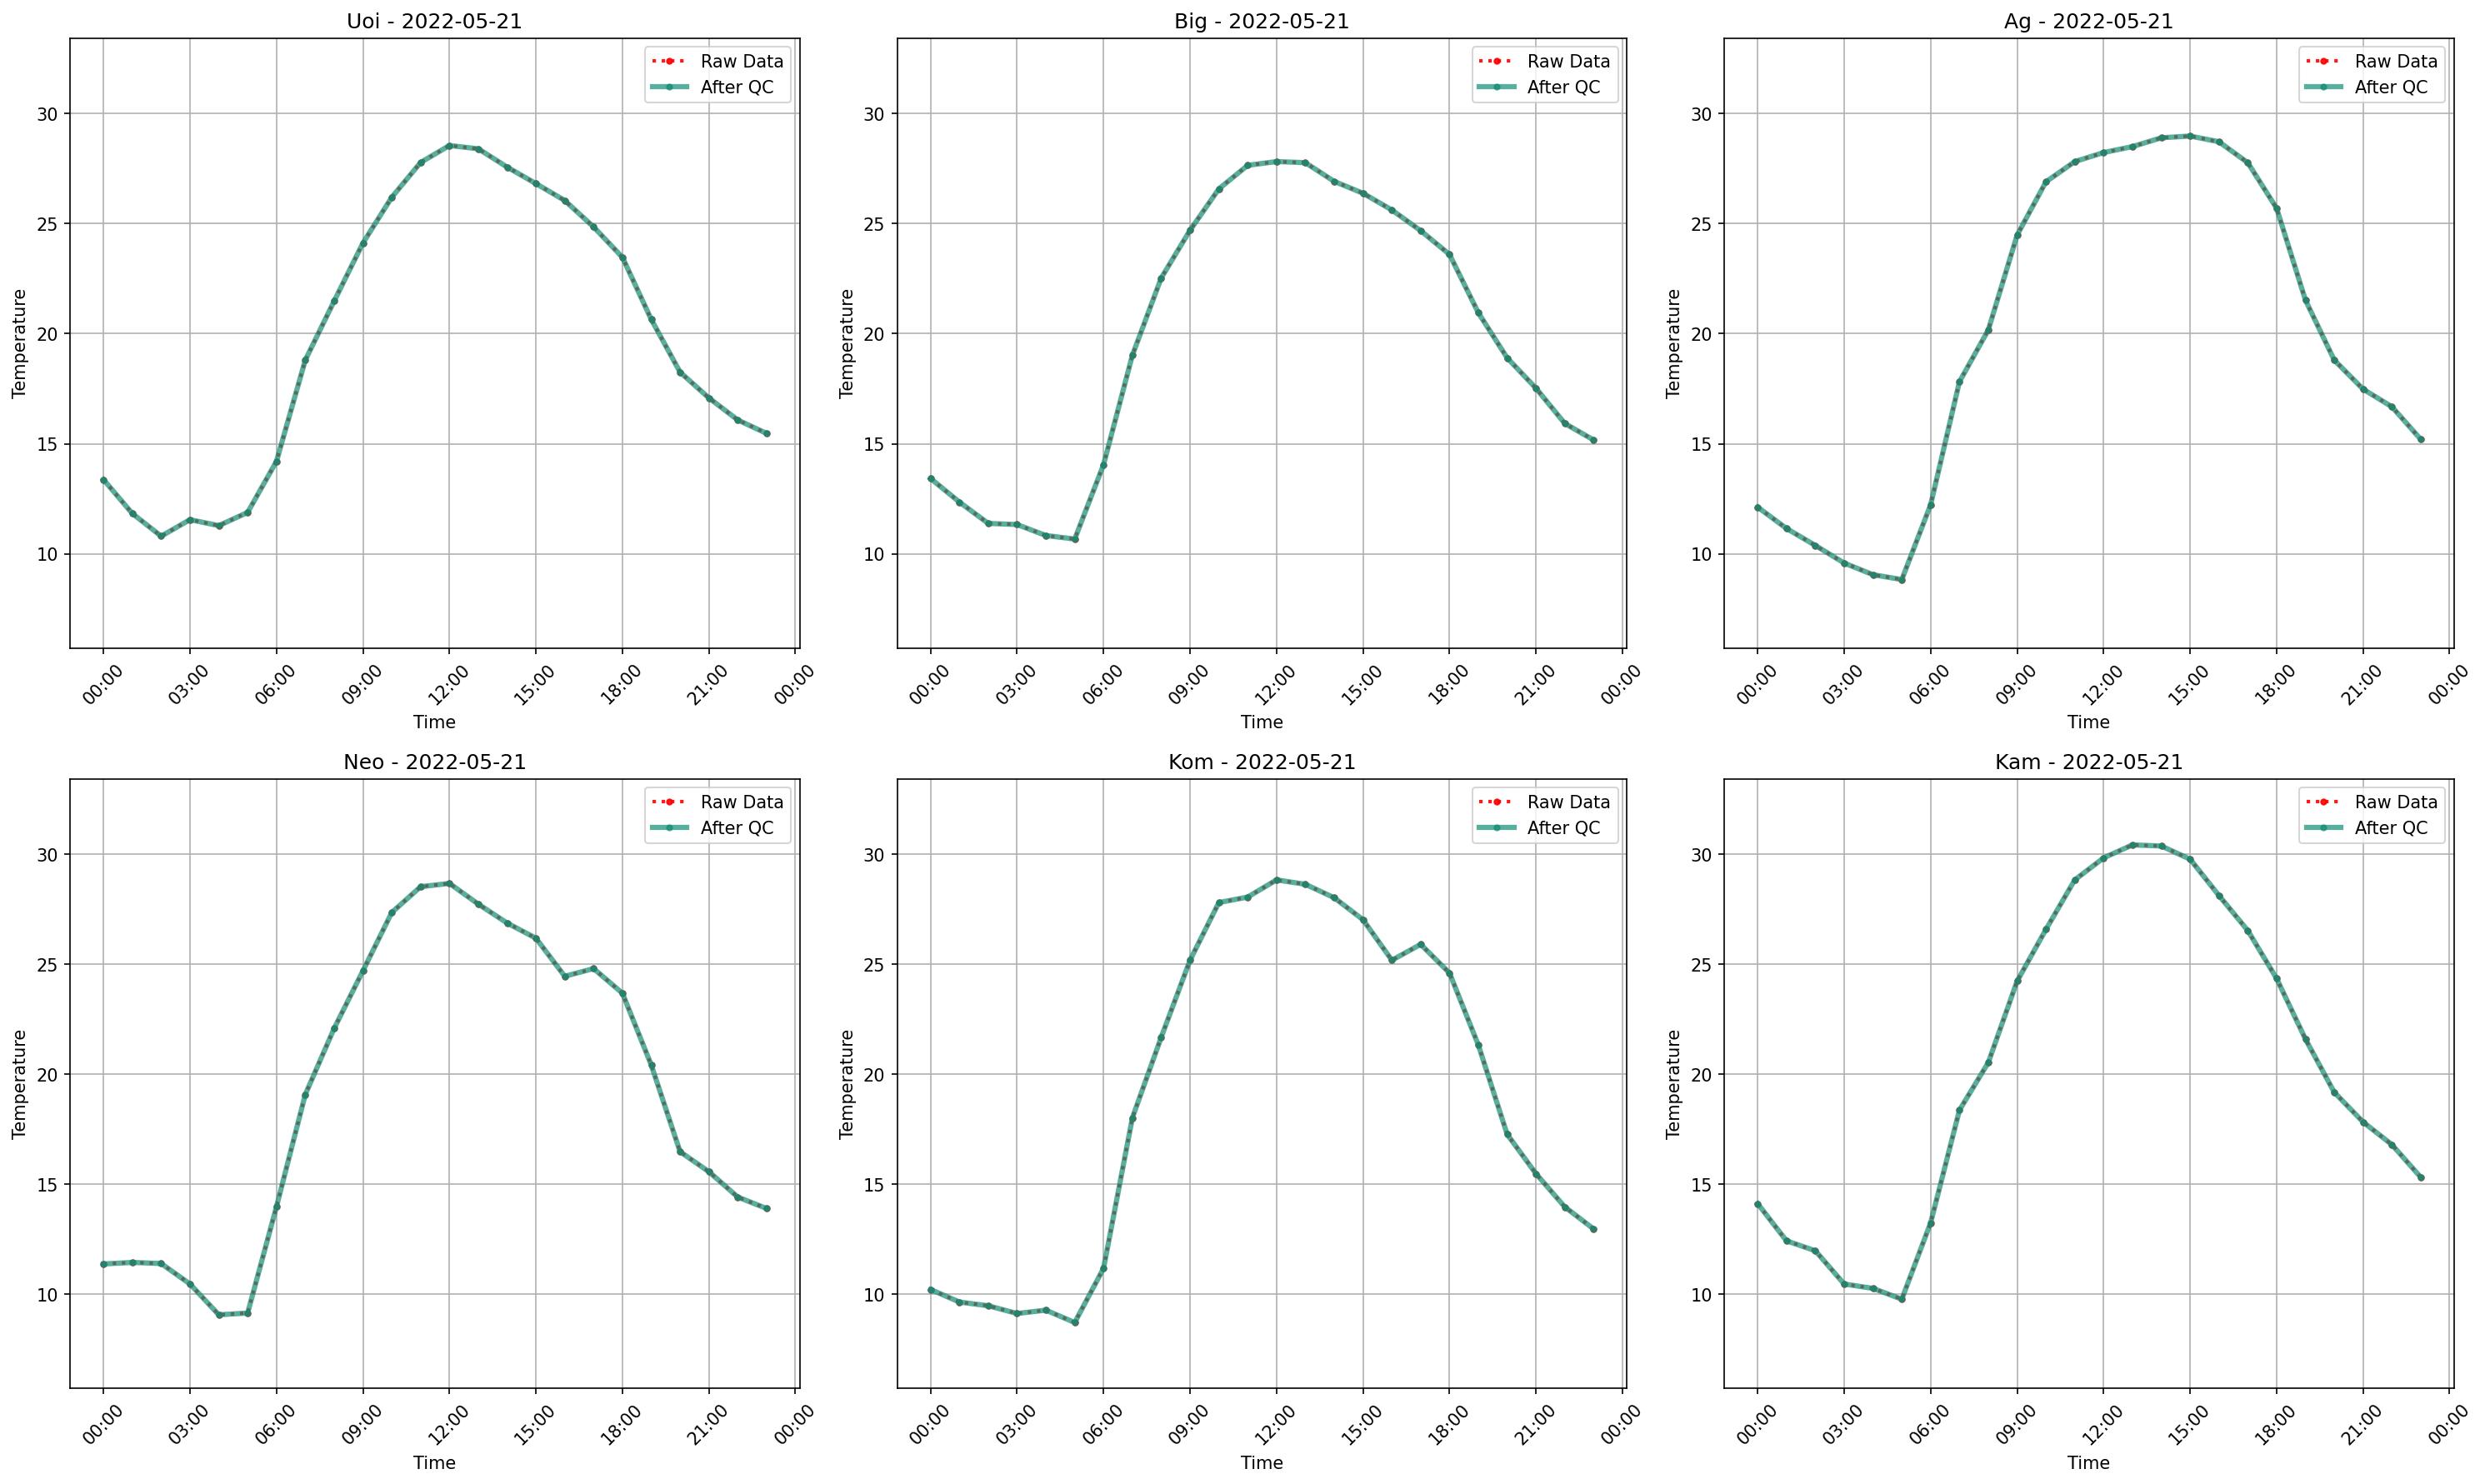 Uoi - 2022-05-21
Raw Data
After QC
Temperature
30
25
20
15
10
00:00
03:00
06:00
09:00
12:00
15:00
18:00
21:00
00:00
Time
Big - 2022-05-21
Raw Data
After QC
Temperature
30
25
20
15
10
00:00
03:00
06:00
09:00
12:00
15:00
18:00
21:00
00:00
Time
Ag - 2022-05-21
Raw Data
After QC
Temperature
30
25
20
15
10
00:00
03:00
06:00
09:00
12:00
15:00
18:00
21:00
00:00
Time
Neo - 2022-05-21
Raw Data
After QC
Temperature
30
25
20
15
10
00:00
03:00
06:00
09:00
12:00
15:00
18:00
21:00
00:00
Time
Kom - 2022-05-21
Raw Data
After QC
Temperature
30
25
20
15
10
00:00
03:00
06:00
09:00
12:00
15:00
18:00
21:00
00:00
Time
Kam - 2022-05-21
Raw Data
After QC
Temperature
30
25
20
15
10
00:00
03:00
06:00
09:00
12:00
15:00
18:00
21:00
00:00
Time